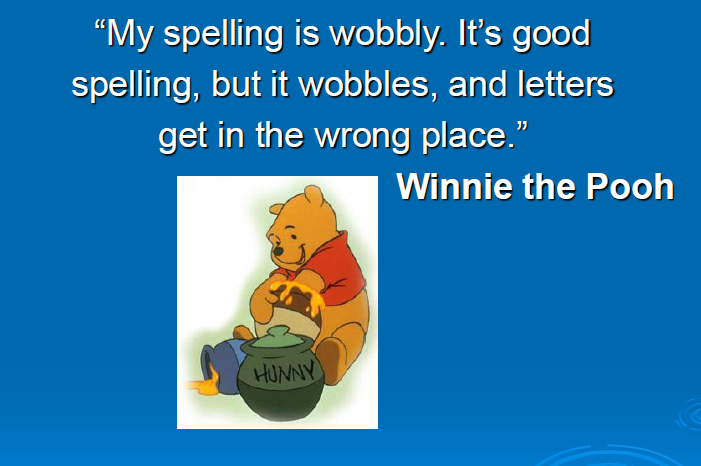 “My spelling is wobbly. It’s good
spelling, but it wobbles, and letters
get in the wrong place.”
Winnie the Pooh
HUNNY